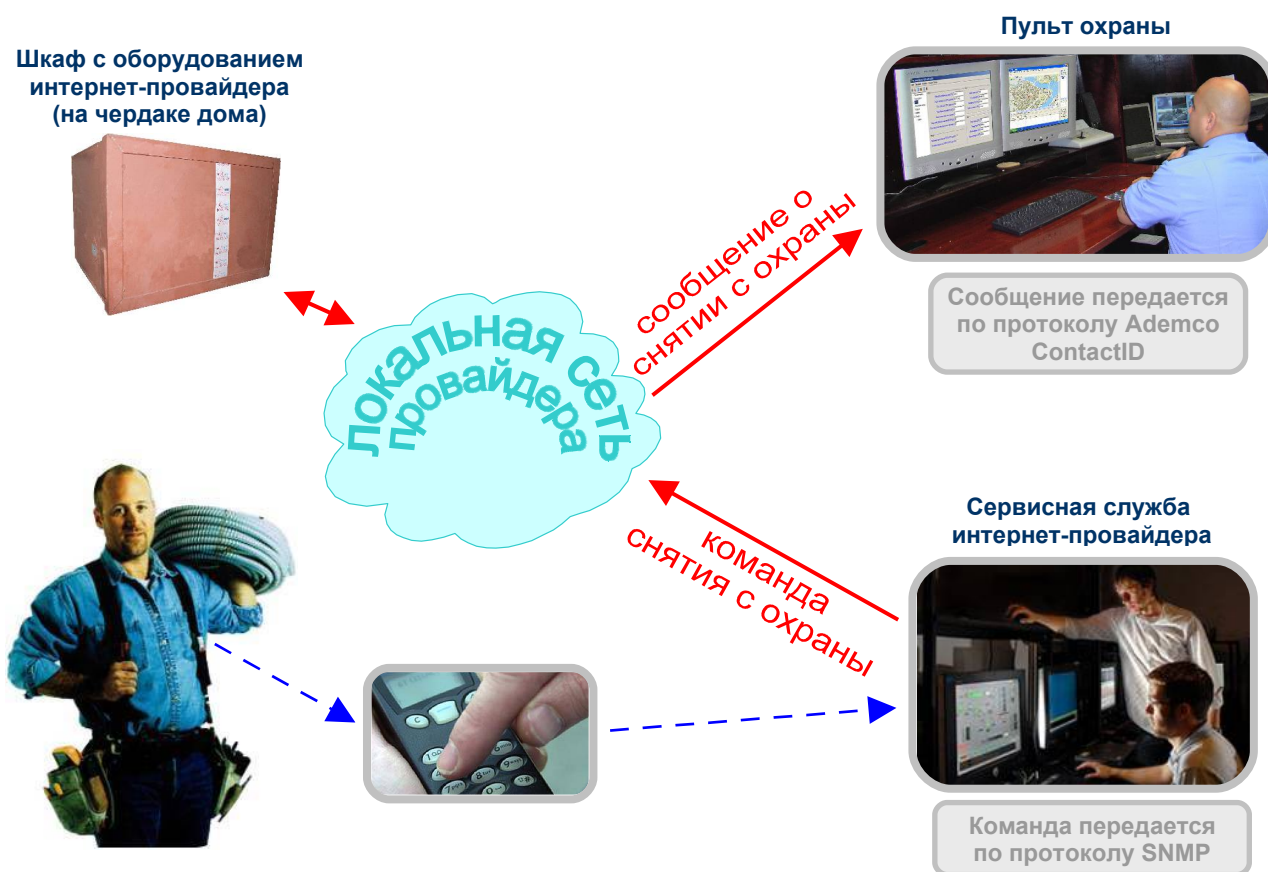 Пульт охраны
Шкаф с оборудованием
интернет-провайдера
(на чердаке дома)
сообщение о
снятии с охраны
Сообщение передается
по протоколу Ademco
ContactID
локальная сеть
провайдера
Сервисная служба
интернет-провайдера
команда
снятия с охраны
Команда передается
по протоколу SNMP